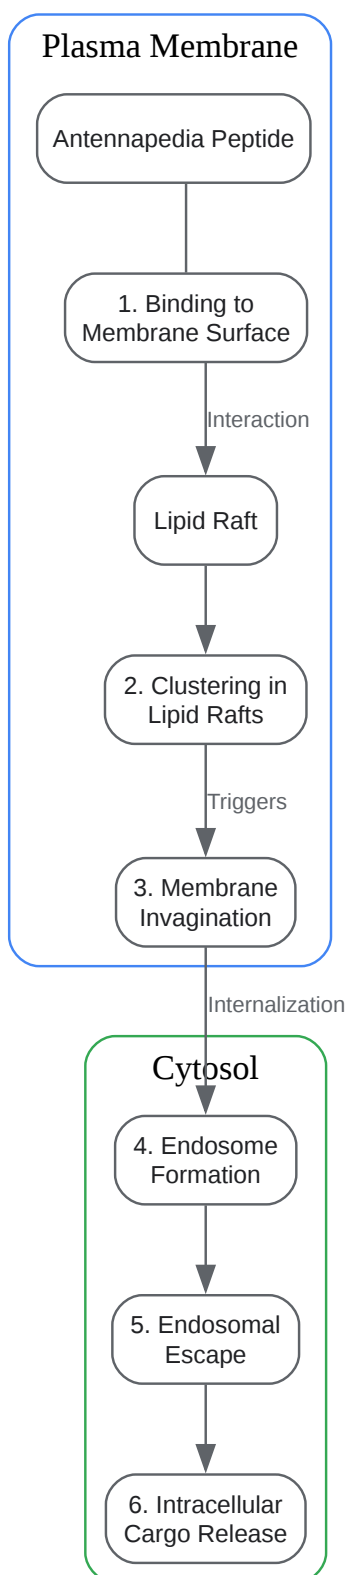 Plasma Membrane
Antennapedia Peptide
1. Binding to
Membrane Surface
Interaction
Lipid Raft
2. Clustering in
Lipid Rafts
Triggers
3. Membrane
Invagination
Internalization
Cytosol
4. Endosome
Formation
5. Endosomal
Escape
6. Intracellular
Cargo Release